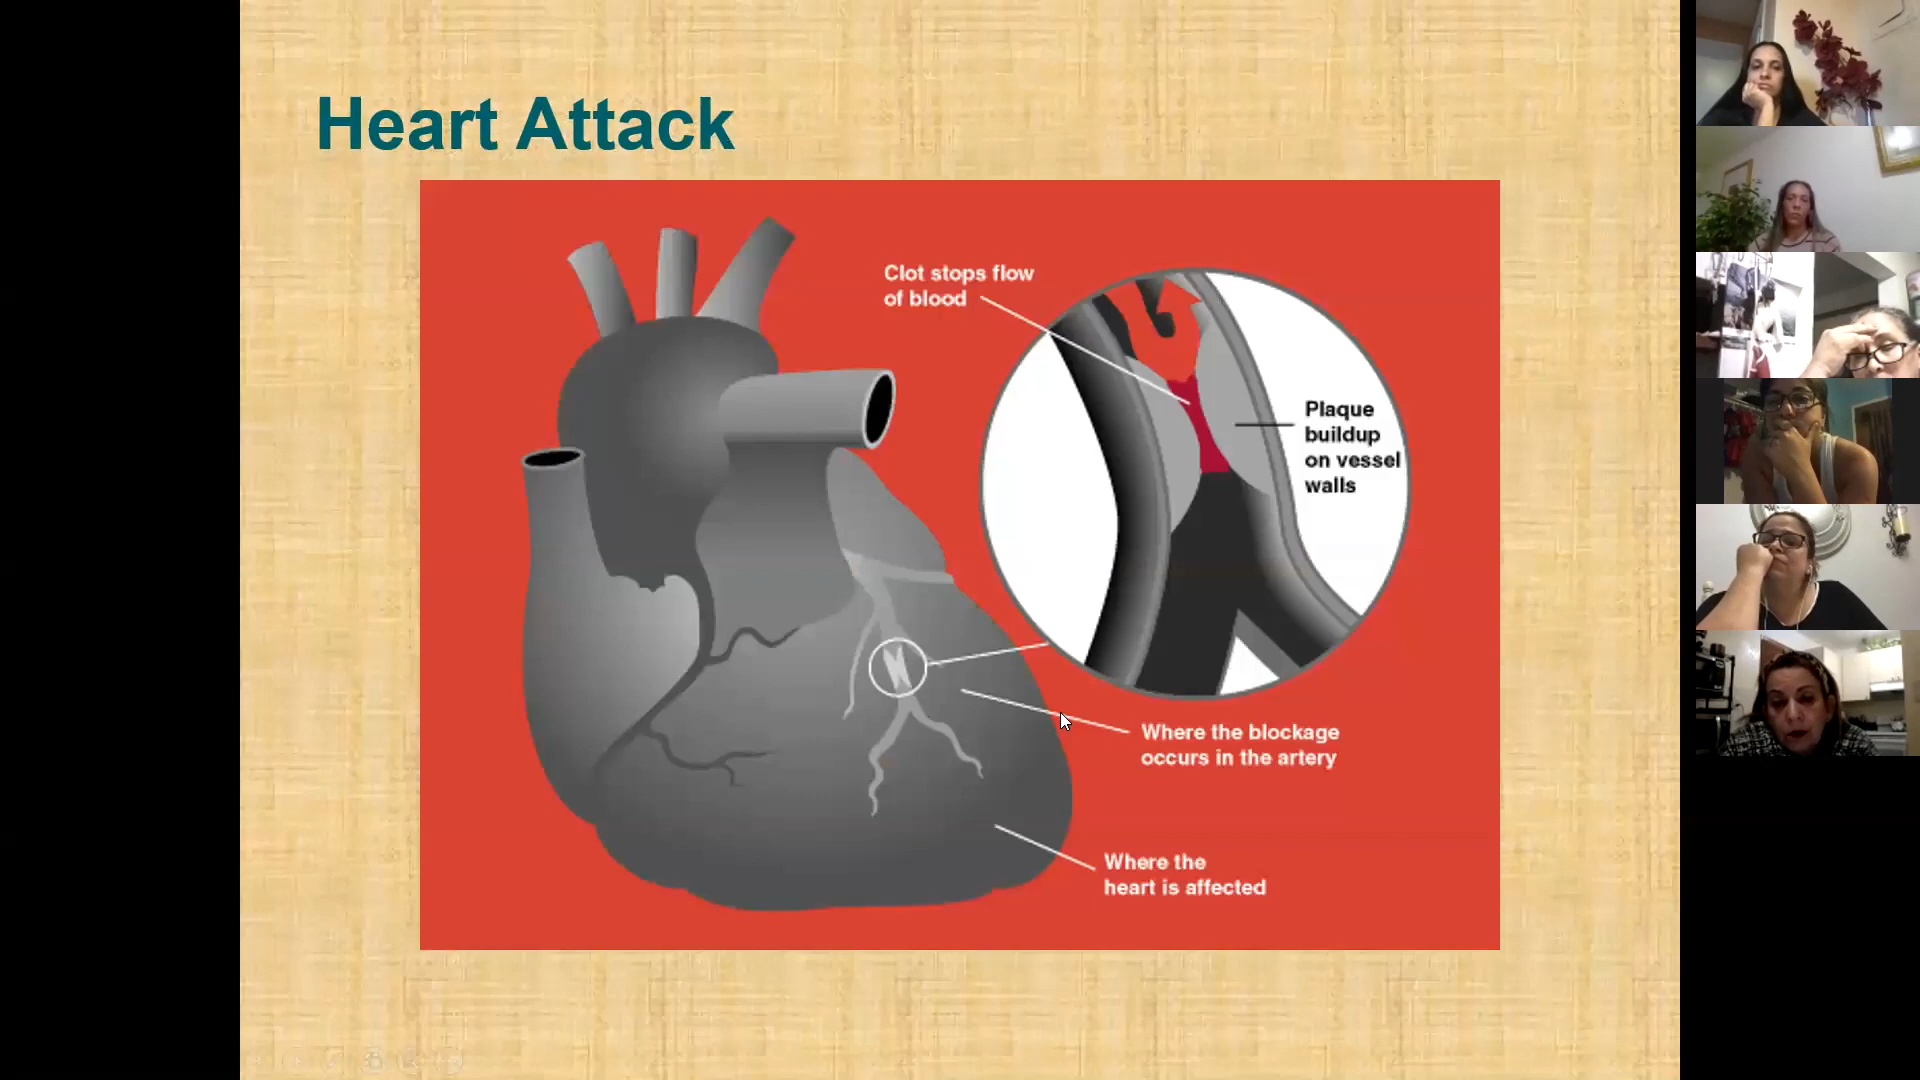 Heart Attack
Clot stops flow
of blood
Plaque
buildup
on vessel
walls
Where the blockage
occurs in the artery
Where the
heart is affected